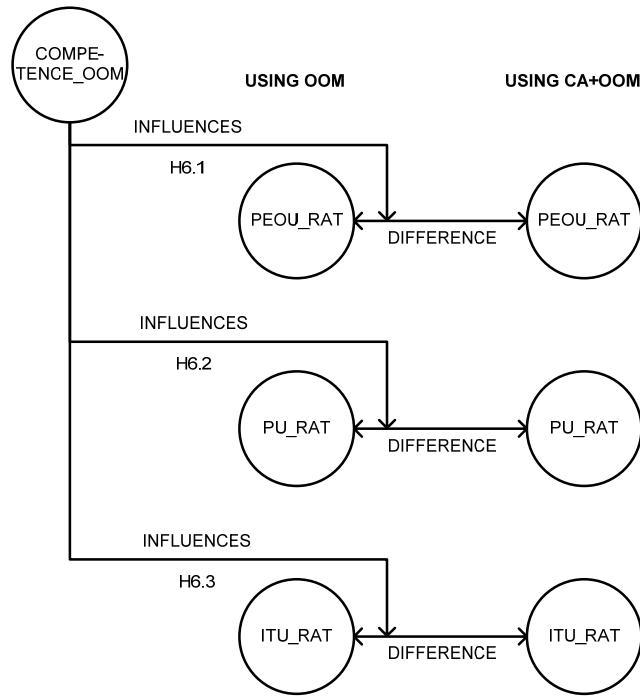 COMPE-
TENCE_OOM
USING OOM
USING CA+OOM
INFLUENCES
H6.1
PEOU_RAT
DIFFERENCE
PEOU_RAT
INFLUENCES
H6.2
PU_RAT
DIFFERENCE
PU_RAT
INFLUENCES
H6.3
ITU_RAT
DIFFERENCE
ITU_RAT